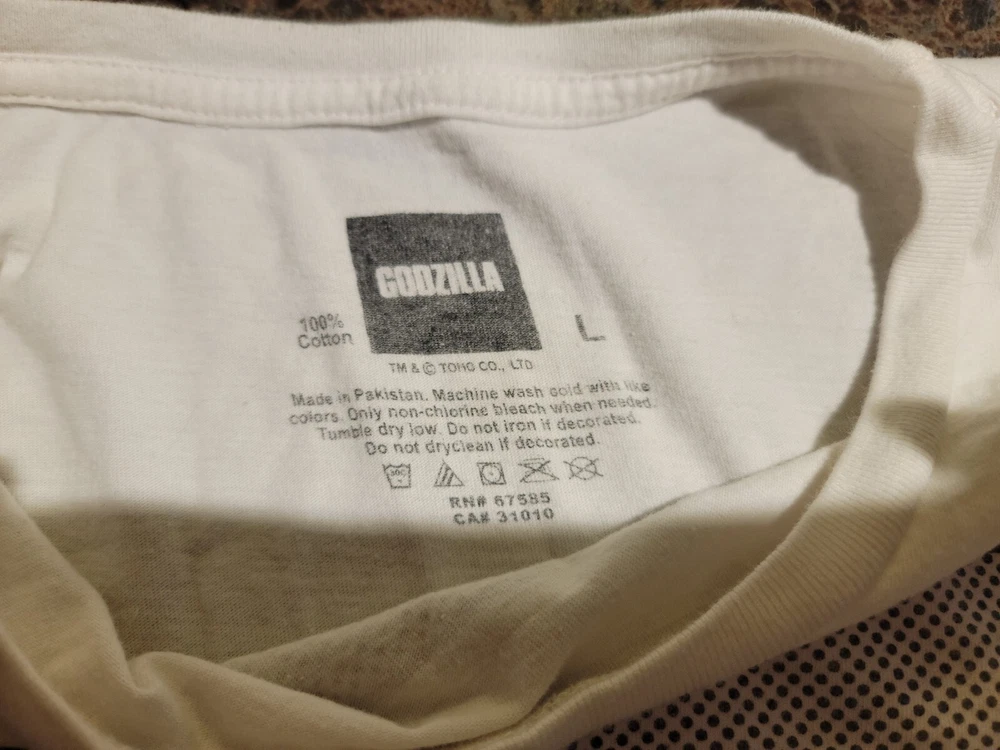 GODZILLA
100%
Cotton
L
TM & © TOHO CO., LTD
Made in Pakistan. Machine wash cold with like
colors. Only non-chlorine bleach when needed.
Tumble dry low. Do not iron if decorated.
Do not dryclean if decorated.
30C
RN# 67585
CA# 31010